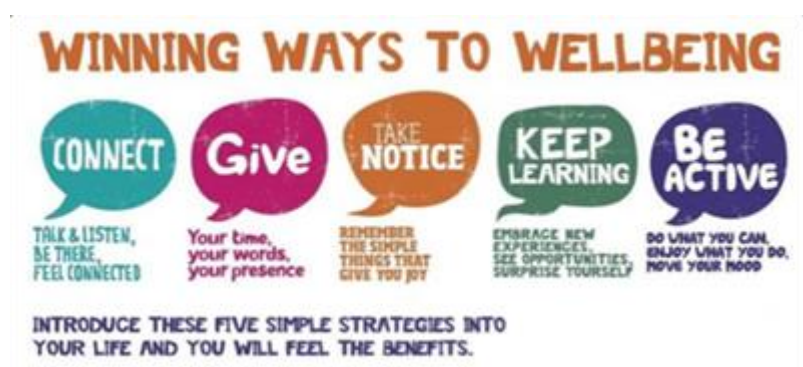 WINNING WAYS TO WELLBEING
CONNECT
TALK & LISTEN,
BE THERE,
FEEL CONNECTED
Give
Your time,
your words,
your presence
TAKE
NOTICE
REMEMBER
THE SIMPLE
THINGS THAT
GIVE YOU JOY
KEEP
LEARNING
EMBRACE NEW
EXPERIENCES,
SEE OPPORTUNITIES,
SURPRISE YOURSELF
BE
ACTIVE
DO WHAT YOU CAN,
ENJOY WHAT YOU DO,
MOVE YOUR MOOD
INTRODUCE THESE FIVE SIMPLE STRATEGIES INTO
YOUR LIFE AND YOU WILL FEEL THE BENEFITS.